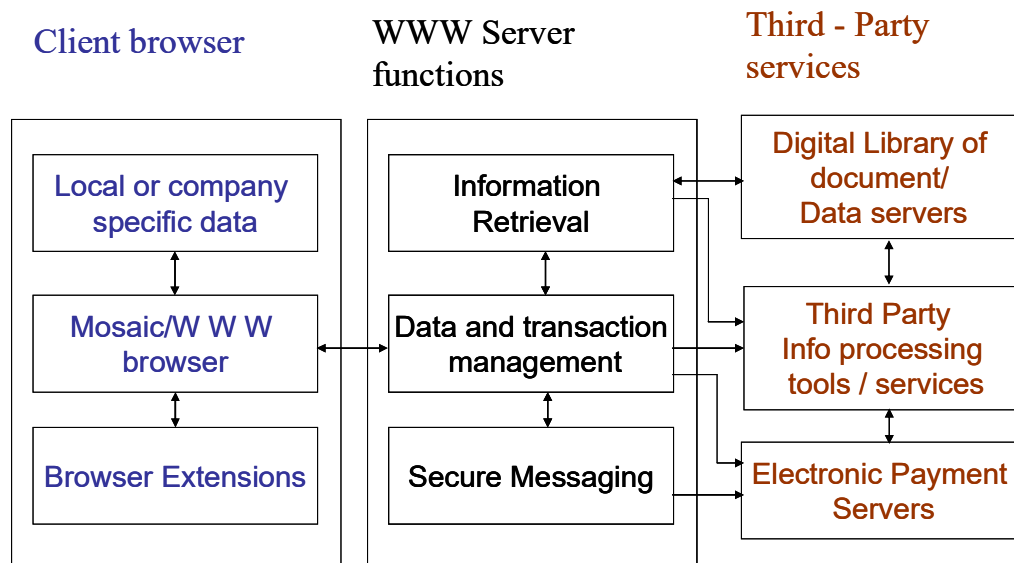 Client browser
WWW Server
functions
Third - Party
services
Local or company
specific data
Mosaic/W W W
browser
Browser Extensions
Information
Retrieval
Data and transaction
management
Secure Messaging
Digital Library of
document/
Data servers
Third Party
Info processing
tools / services
Electronic Payment
Servers